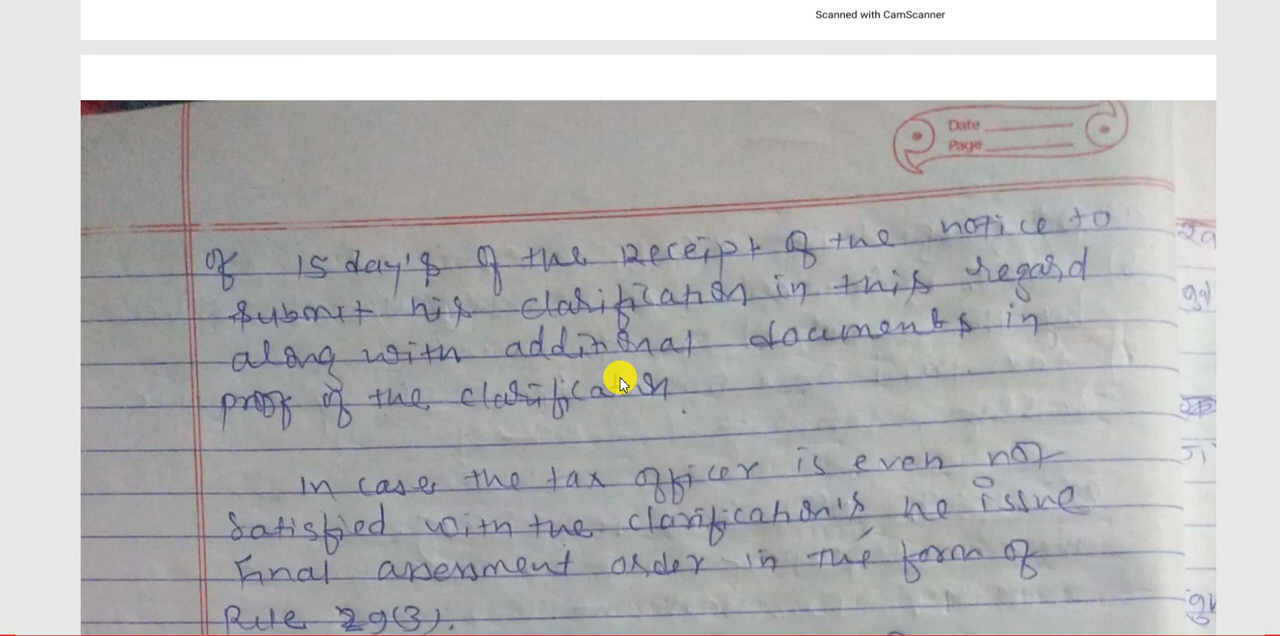 Scanned with CamScanner
Date
Page
of 15 day's of the Receipt of the notice to
submit his clarification in this regard
along with additional documents in
proof of the clarification.
In case the tax officer is even not
satisfied with the clarification's he issue
Final assessment order in the form of
Rule 29(3).